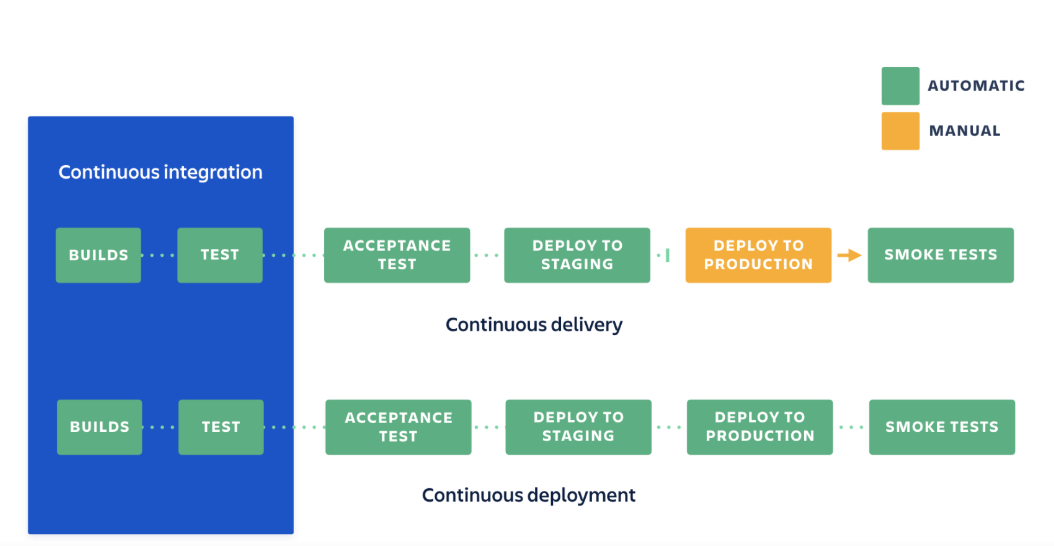 AUTOMATIC
MANUAL
Continuous integration
BUILDS
TEST
ACCEPTANCE
TEST
DEPLOY TO
STAGING
DEPLOY TO
PRODUCTION
SMOKE TESTS
Continuous delivery
BUILDS
TEST
ACCEPTANCE
TEST
DEPLOY TO
STAGING
DEPLOY TO
PRODUCTION
SMOKE TESTS
Continuous deployment